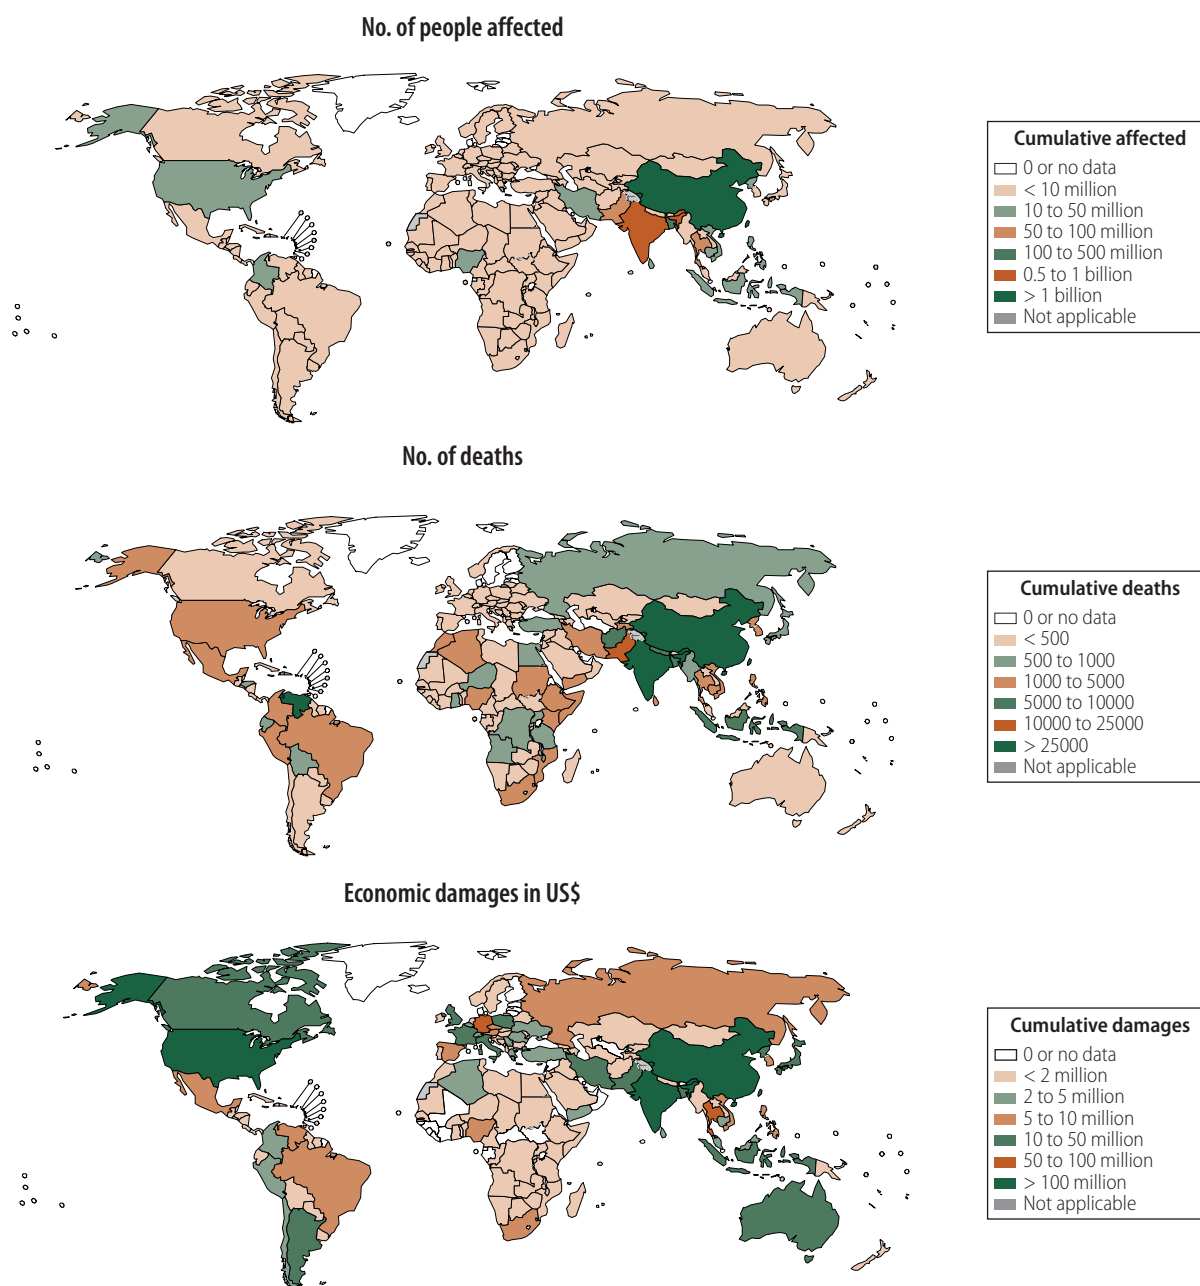 No. of people affected
Cumulative affected
0 or no data
< 10 million
10 to 50 million
50 to 100 million
100 to 500 million
0.5 to 1 billion
> 1 billion
Not applicable
No. of deaths
Cumulative deaths
0 or no data
< 500
500 to 1000
1000 to 5000
5000 to 10000
10000 to 25000
> 25000
Not applicable
Economic damages in US$
Cumulative damages
0 or no data
< 2 million
2 to 5 million
5 to 10 million
10 to 50 million
50 to 100 million
> 100 million
Not applicable